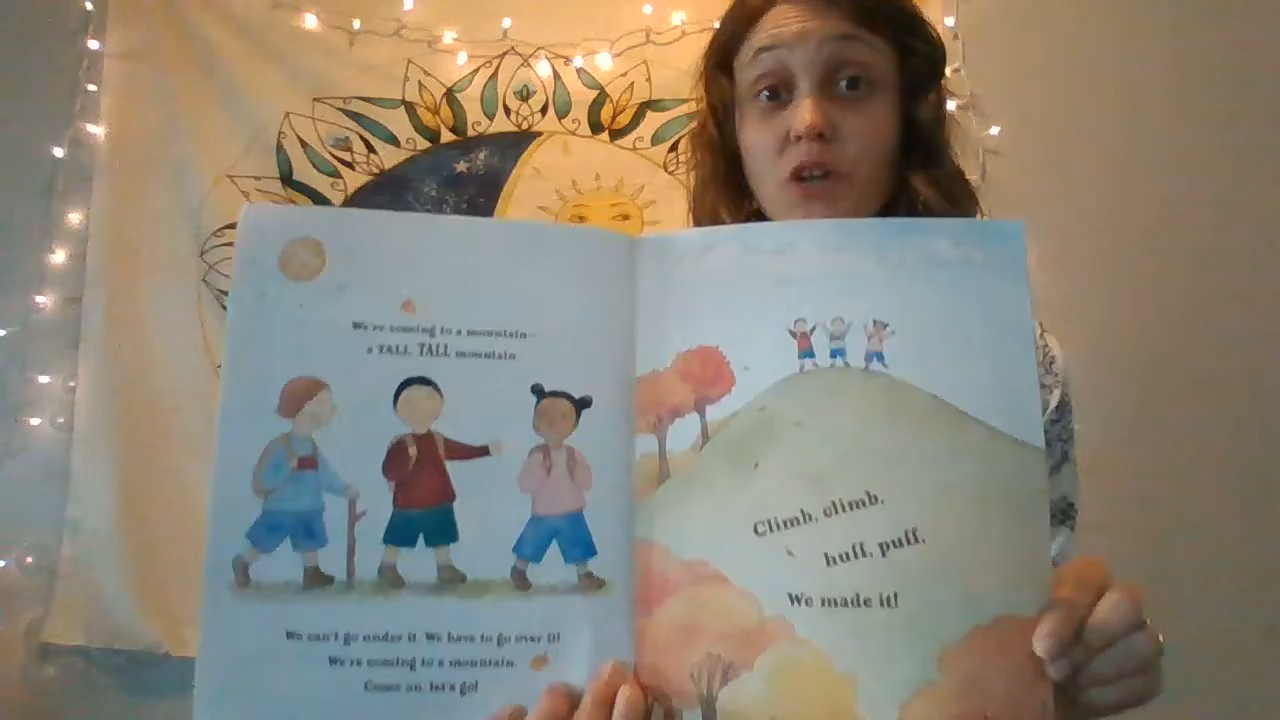 We're coming to a mountain—
a TALL, TALL mountain.
We can't go under it. We have to go over it!
We're coming to a mountain.
Come on, let's go!
Climb, climb,
huff, puff,
We made it!